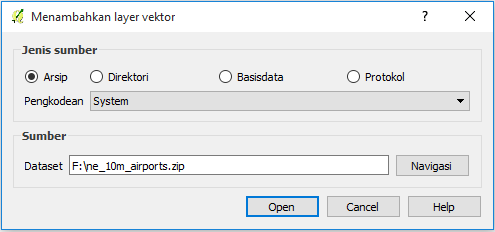 Menambahkan layer vektor
Jenis sumber
Arsip Direktori Basisdata Protokol
Pengkodean System
Sumber
Dataset F:\ne_10m_airports.zip Navigasi
Open Cancel Help